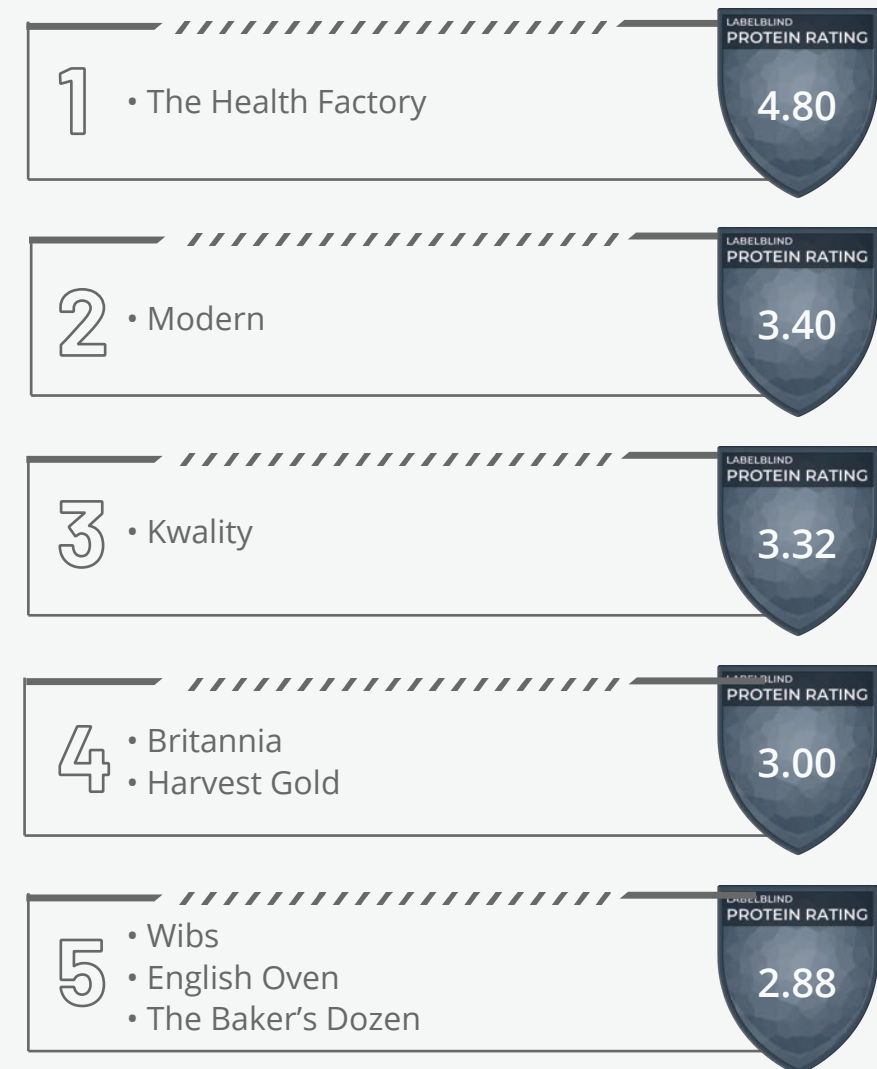 1
• The Health Factory
LABELBLIND
PROTEIN RATING
4.80
2
• Modern
LABELBLIND
PROTEIN RATING
3.40
3
• Kwality
LABELBLIND
PROTEIN RATING
3.32
4
• Britannia
• Harvest Gold
LABELBLIND
PROTEIN RATING
3.00
5
• Wibs
• English Oven
• The Baker’s Dozen
LABELBLIND
PROTEIN RATING
2.88